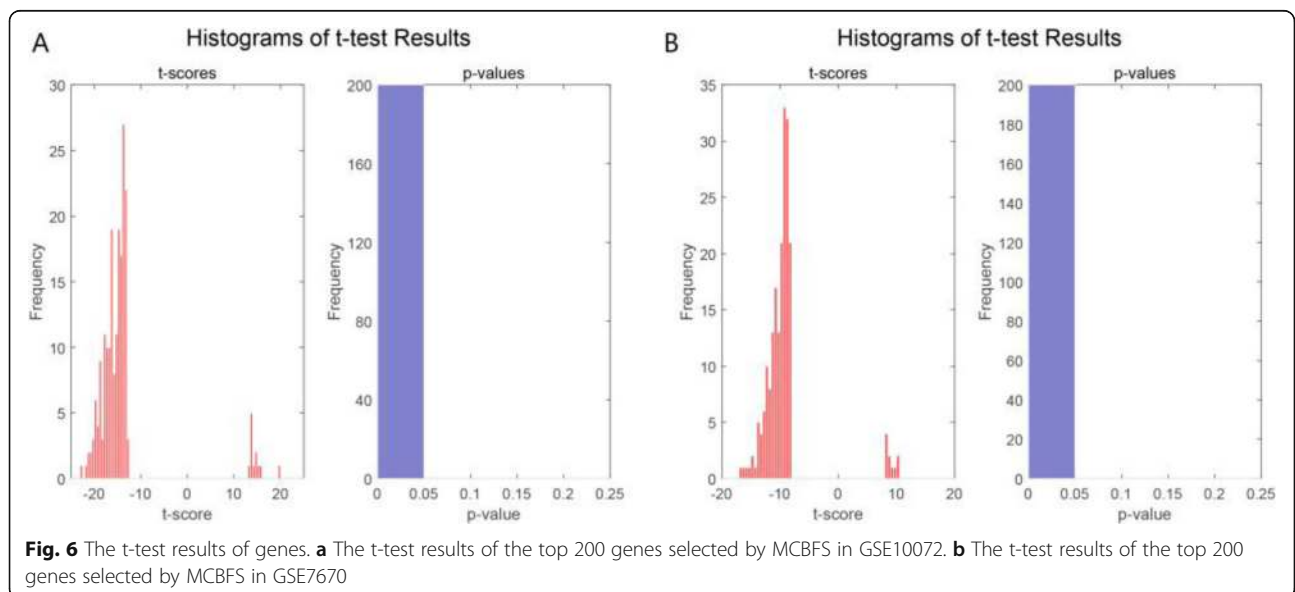 A
Histograms of t-test Results
t-scores
p-values
30
25
20
15
10
5
0
Frequency
-20 -10 0 10 20
t-score
200
160
120
80
40
0
Frequency
0 0.05 0.1 0.15 0.2 0.25
p-value
B
Histograms of t-test Results
t-scores
p-values
35
30
25
20
15
10
5
0
Frequency
-20 -10 0 10 20
t-score
200
180
160
140
120
100
80
60
40
20
0
Frequency
0 0.05 0.1 0.15 0.2 0.25
p-value
Fig. 6 The t-test results of genes. a The t-test results of the top 200 genes selected by MCBFS in GSE10072. b The t-test results of the top 200
genes selected by MCBFS in GSE7670